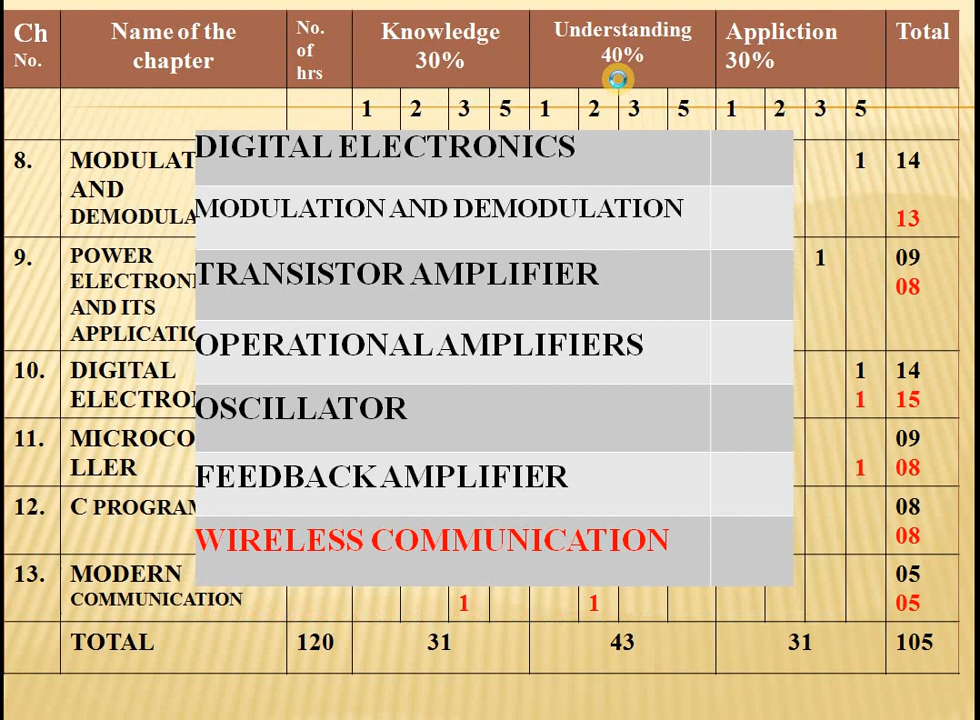 Ch
No.
Name of the
chapter
No.
of
hrs
Knowledge
30%
Understanding
40%
Appliction
30%
Total
1 2 3 5 1 2 3 5 1 2 3 5
8. MODULAT 1 14
AND
DEMODULA 13
9. POWER 1 09
ELECTRONI 08
AND ITS
APPLICATIO
10. DIGITAL 1 14
ELECTRO 1 15
11. MICROCO 09
LLER 1 08
12. C PROGRAM 08
08
13. MODERN 05
COMMUNICATION 1 1 05
TOTAL 120 31 43 31 105
DIGITAL ELECTRONICS
MODULATION AND DEMODULATION
TRANSISTOR AMPLIFIER
OPERATIONAL AMPLIFIERS
OSCILLATOR
FEEDBACK AMPLIFIER
WIRELESS COMMUNICATION